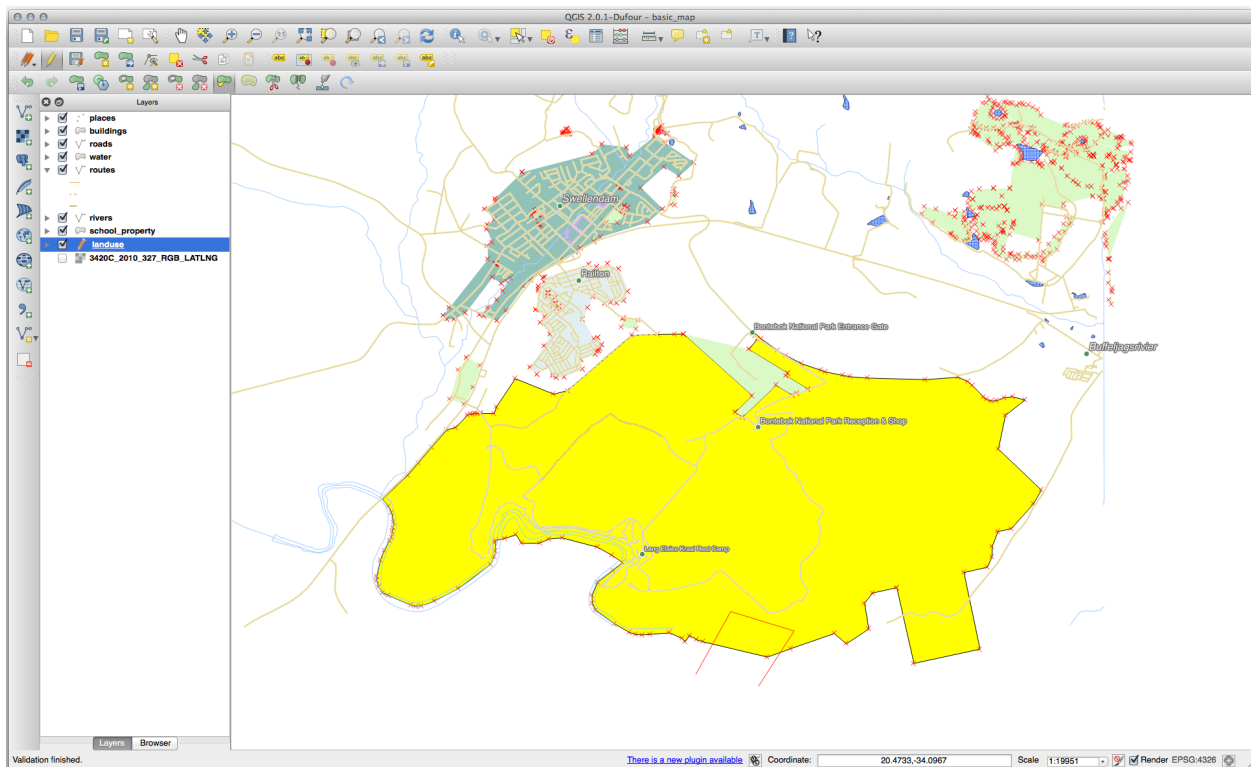 QGIS 2.0.1-Dufour - basic_map
Layers
places
buildings
roads
water
routes
rivers
school_property
landuse
3420C_2010_327_RGB_LATLNG
Swellendam
Railton
Bontebok National Park Entrance Gate
Buffeljagsrivier
Bontebok National Park Reception & Shop
Lang Elsies Kraal Rest Camp
Layers Browser
Validation finished.
There is a new plugin available
Coordinate: 20.4733,-34.0967
Scale 1:19951
Render EPSG:4326